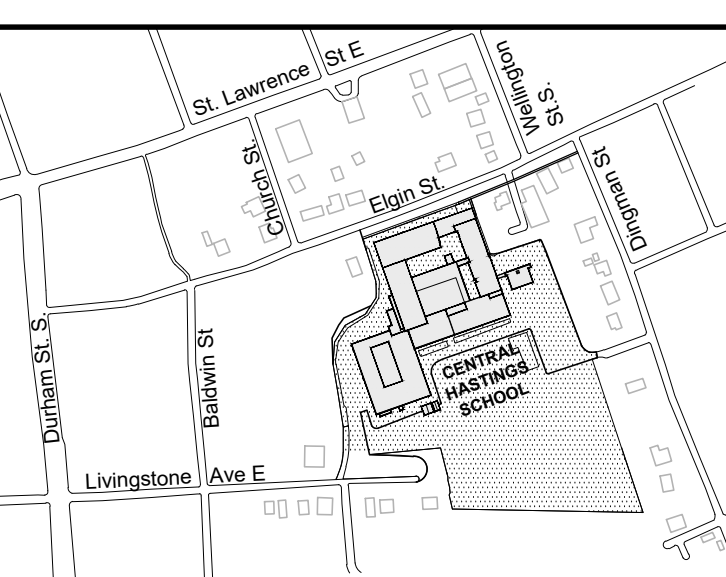 St. Lawrence St E
Wellington
St.S.
Church St.
Elgin St.
Dingman St
Durham St. S.
Baldwin St
CENTRAL
HASTINGS
SCHOOL
Livingstone Ave E